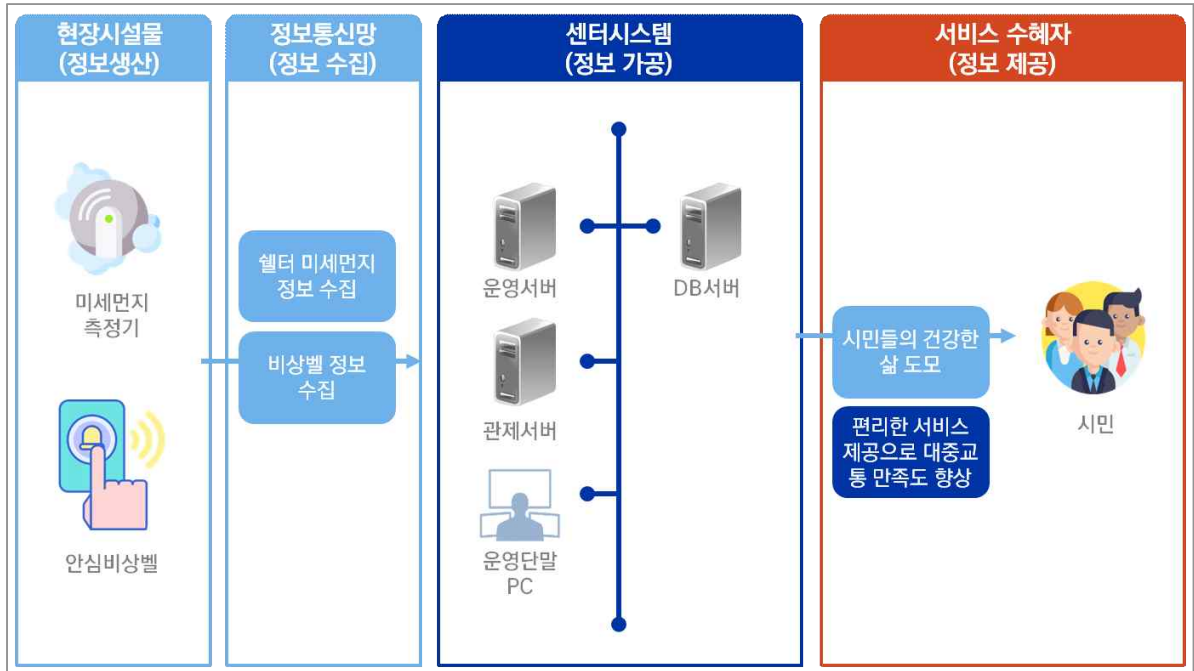 현장시설물
(정보생산)
정보통신망
(정보 수집)
센터시스템
(정보 가공)
서비스 수혜자
(정보 제공)
미세먼지
측정기
안심비상벨
쉘터 미세먼지
정보 수집
비상벨 정보
수집
운영서버
DB서버
관제서버
운영단말
PC
시민들의 건강한
삶 도모
편리한 서비스
제공으로 대중교
통 만족도 향상
시민